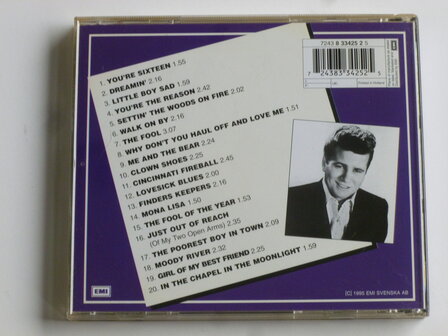 7243 8 33425 2 5
7 24383 34252 5
EMI
1. YOU'RE SIXTEEN 1.55
2. DREAMIN' 2.16
3. LITTLE BOY SAD 1.59
4. YOU'RE THE REASON 2.42
5. SETTIN' THE WOODS ON FIRE 2.02
6. WALK ON BY 2.16
7. THE FOOL 3.07
8. WHY DON'T YOU HAUL OFF AND LOVE ME 1.51
9. ME AND THE BEAR 2.24
10. CLOWN SHOES 2.25
11. CINCINNATI FIREBALL 2.45
12. LOVESICK BLUES 2.00
13. FINDERS KEEPERS 2.16
14. MONA LISA 1.50
15. THE FOOL OF THE YEAR 1.53
16. JUST OUT OF REACH
(Of My Two Open Arms) 2.23
17. THE POOREST BOY IN TOWN 2.09
18. MOODY RIVER 2.32
19. GIRL OF MY BEST FRIEND 2.25
20. IN THE CHAPEL IN THE MOONLIGHT 1.59
EMI
(C) 1995 EMI SVENSKA AB